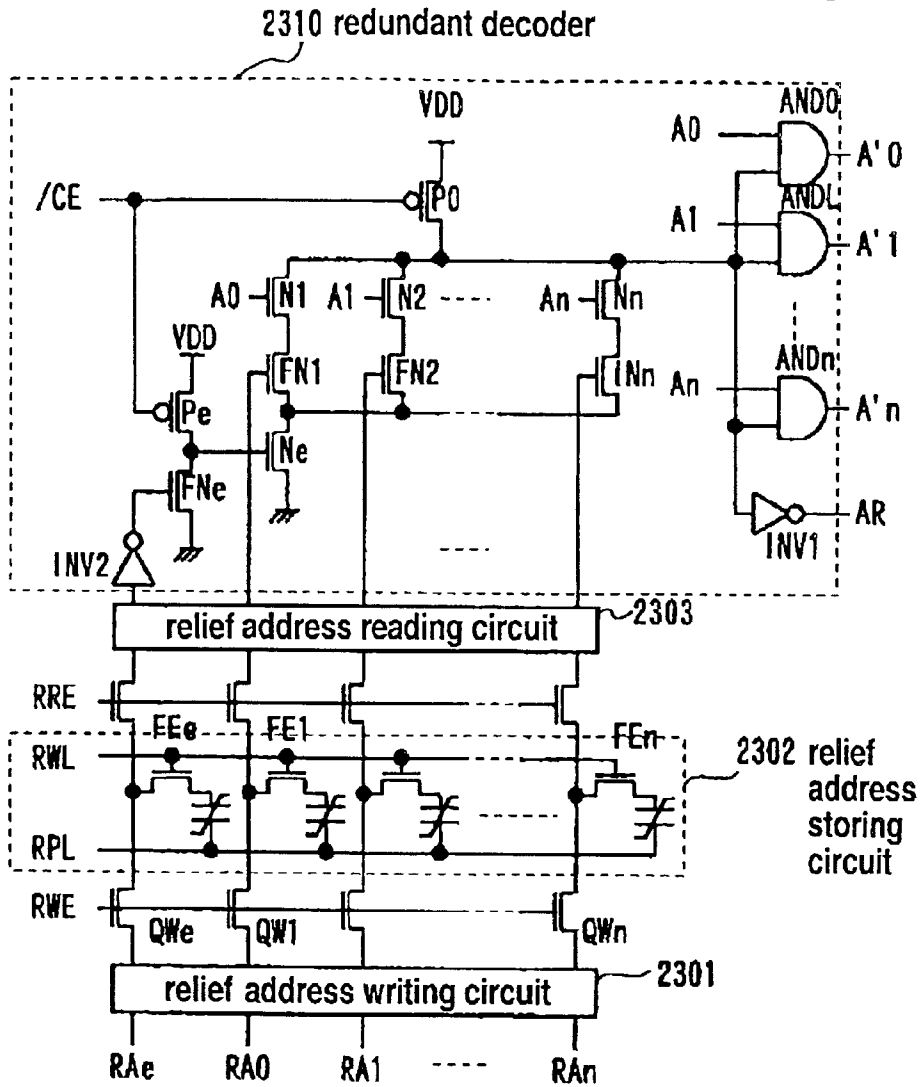 2310 redundant decoder
VDD
AND0
A0
A'0
/CE
P0
ANDL
A1
A'1
A0
N1
A1
N2
An
Nn
VDD
FN1
FN2
INn
ANDn
An
A'n
Pe
Ne
FNe
AR
INV2
INV1
relief address reading circuit
2303
RRE
FEe
FE1
FEn
RWL
2302 relief
address
storing
circuit
RPL
RWE
QWe
QW1
QWn
relief address writing circuit
2301
RAe
RA0
RA1
RAn